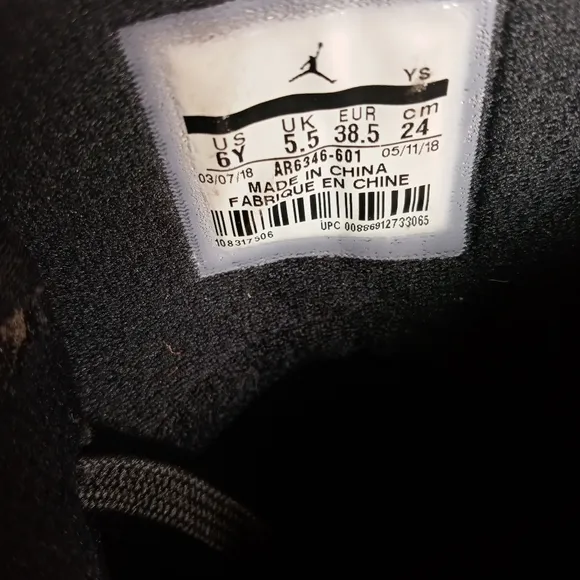 YS
US UK EUR cm
6Y 5.5 38.5 24
03/07/18 AR6346-601 05/11/18
MADE IN CHINA
FABRIQUE EN CHINE
108317506 UPC 00886912733065